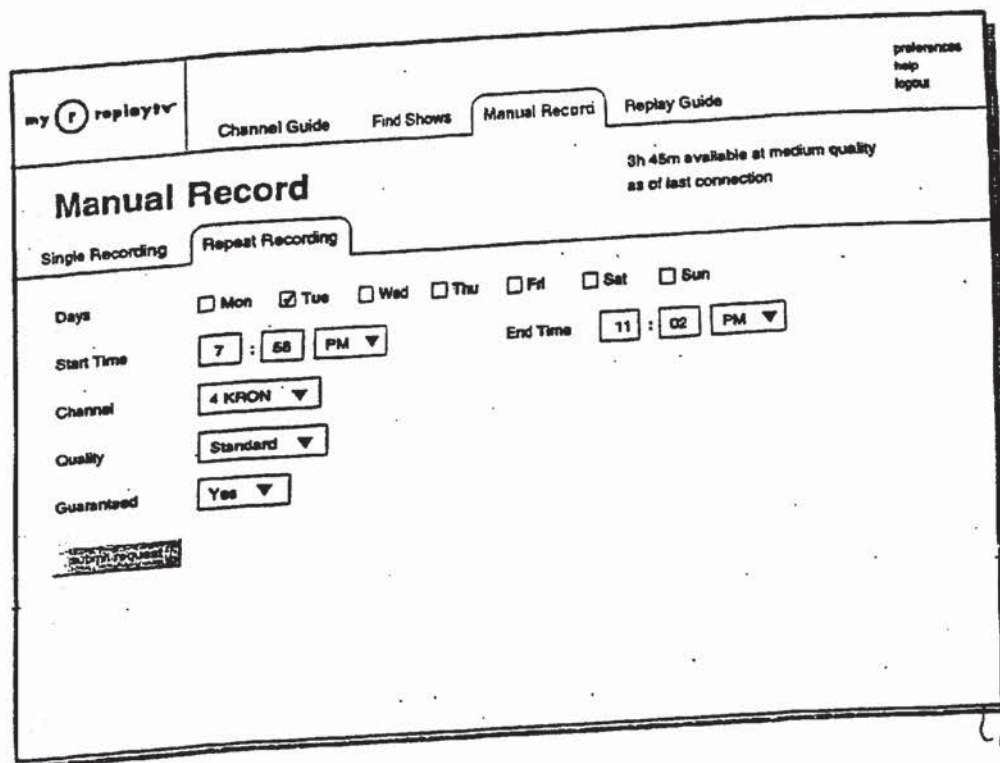 preferences
help
logout
my r replaytv
Channel Guide Find Shows Manual Record Replay Guide
Manual Record
3h 45m available at medium quality
as of last connection
Single Recording Repeat Recording
Days Mon Tue Wed Thu Fri Sat Sun
Start Time 7 : 58 PM End Time 11 : 02 PM
Channel 4 KRON
Quality Standard
Guaranteed Yes
submit request